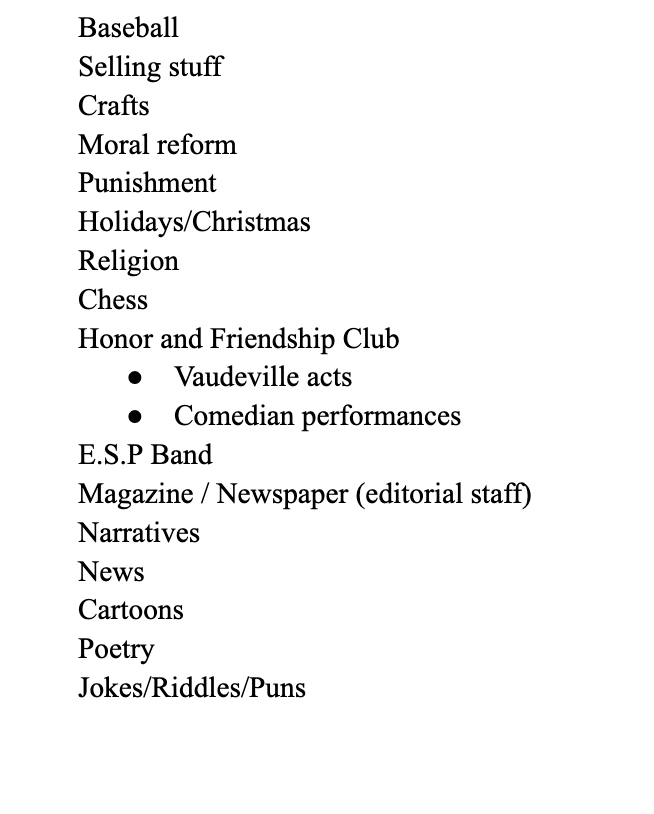 Baseball
Selling stuff
Crafts
Moral reform
Punishment
Holidays/Christmas
Religion
Chess
Honor and Friendship Club
● Vaudeville acts
● Comedian performances
E.S.P Band
Magazine / Newspaper (editorial staff)
Narratives
News
Cartoons
Poetry
Jokes/Riddles/Puns